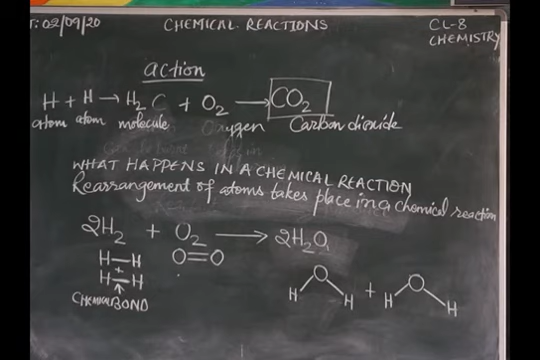 T: 02/09/20 CHEMICAL REACTIONS CL-8
CHEMISTRY
action
H + H → H2 C + O2 → CO2
atom atom molecule Oxygen Carbon dioxide
WHAT HAPPENS IN A CHEMICAL REACTION
Rearrangement of atoms takes place in a chemical reaction
2H2 + O2 → 2H2O
H—H O=O
+
H—H
CHEMICAL BOND
O + O
H H H H